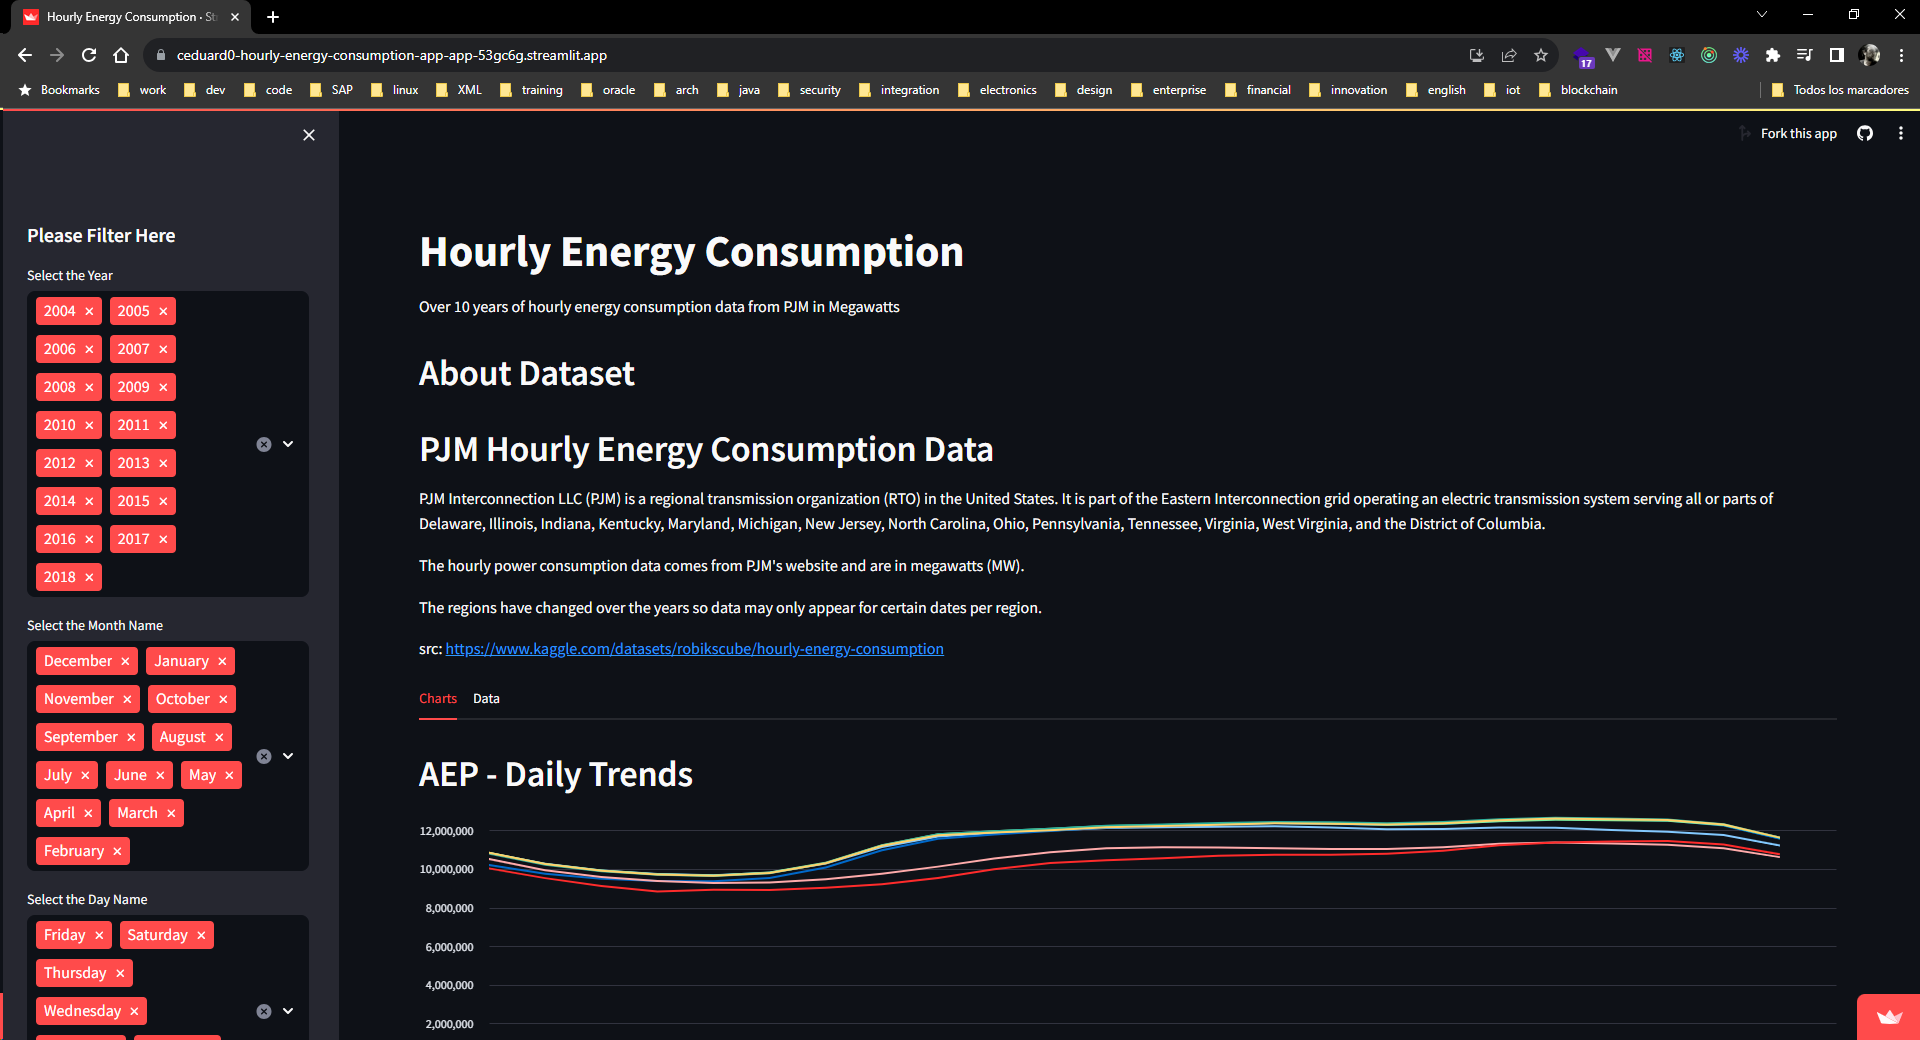 Hourly Energy Consumption · St
ceduard0-hourly-energy-consumption-app-app-53gc6g.streamlit.app
17
Bookmarks work dev code SAP linux XML training oracle arch java security integration electronics design enterprise financial innovation english iot blockchain Todos los marcadores
Fork this app
Please Filter Here
Select the Year
2004 2005
2006 2007
2008 2009
2010 2011
2012 2013
2014 2015
2016 2017
2018
Select the Month Name
December January
November October
September August
July June May
April March
February
Select the Day Name
Friday Saturday
Thursday
Wednesday
Hourly Energy Consumption
Over 10 years of hourly energy consumption data from PJM in Megawatts
About Dataset
PJM Hourly Energy Consumption Data
PJM Interconnection LLC (PJM) is a regional transmission organization (RTO) in the United States. It is part of the Eastern Interconnection grid operating an electric transmission system serving all or parts of
Delaware, Illinois, Indiana, Kentucky, Maryland, Michigan, New Jersey, North Carolina, Ohio, Pennsylvania, Tennessee, Virginia, West Virginia, and the District of Columbia.
The hourly power consumption data comes from PJM's website and are in megawatts (MW).
The regions have changed over the years so data may only appear for certain dates per region.
src: https://www.kaggle.com/datasets/robikscube/hourly-energy-consumption
Charts Data
AEP - Daily Trends
12,000,000
10,000,000
8,000,000
6,000,000
4,000,000
2,000,000